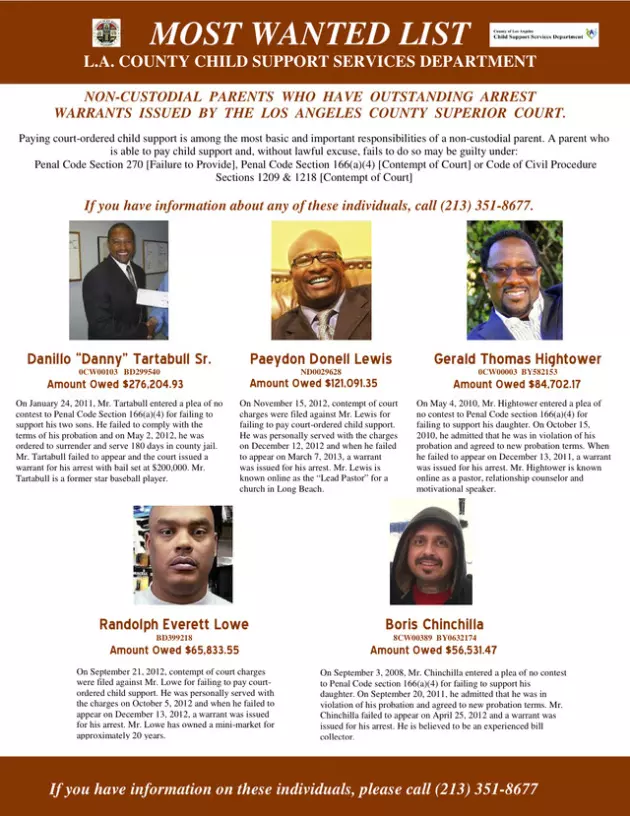 MOST WANTED LIST
County of Los Angeles
Child Support Services Department
L.A. COUNTY CHILD SUPPORT SERVICES DEPARTMENT
NON-CUSTODIAL PARENTS WHO HAVE OUTSTANDING ARREST
WARRANTS ISSUED BY THE LOS ANGELES COUNTY SUPERIOR COURT.
Paying court-ordered child support is among the most basic and important responsibilities of a non-custodial parent. A parent who
is able to pay child support and, without lawful excuse, fails to do so may be guilty under:
Penal Code Section 270 [Failure to Provide], Penal Code Section 166(a)(4) [Contempt of Court] or Code of Civil Procedure
Sections 1209 & 1218 [Contempt of Court]
If you have information about any of these individuals, call (213) 351-8677.
Danillo "Danny" Tartabull Sr.
0CW00103 BD299540
Amount Owed $276,204.93
On January 24, 2011, Mr. Tartabull entered a plea of no
contest to Penal Code Section 166(a)(4) for failing to
support his two sons. He failed to comply with the
terms of his probation and on May 2, 2012, he was
ordered to surrender and serve 180 days in county jail.
Mr. Tartabull failed to appear and the court issued a
warrant for his arrest with bail set at $200,000. Mr.
Tartabull is a former star baseball player.
Paeydon Donell Lewis
ND0029628
Amount Owed $121,091.35
On November 15, 2012, contempt of court
charges were filed against Mr. Lewis for
failing to pay court-ordered child support.
He was personally served with the charges
on December 12, 2012 and when he failed
to appear on March 7, 2013, a warrant
was issued for his arrest. Mr. Lewis is
known online as the “Lead Pastor” for a
church in Long Beach.
Gerald Thomas Hightower
0CW00003 BY582153
Amount Owed $84,702.17
On May 4, 2010, Mr. Hightower entered a plea of
no contest to Penal Code section 166(a)(4) for
failing to support his daughter. On October 15,
2010, he admitted that he was in violation of his
probation and agreed to new probation terms. When
he failed to appear on December 13, 2011, a warrant
was issued for his arrest. Mr. Hightower is known
online as a pastor, relationship counselor and
motivational speaker.
Randolph Everett Lowe
BD399218
Amount Owed $65,833.55
On September 21, 2012, contempt of court charges
were filed against Mr. Lowe for failing to pay court-
ordered child support. He was personally served with
the charges on October 5, 2012 and when he failed to
appear on December 13, 2012, a warrant was issued
for his arrest. Mr. Lowe has owned a mini-market for
approximately 20 years.
Boris Chinchilla
8CW00389 BY0632174
Amount Owed $56,531.47
On September 3, 2008, Mr. Chinchilla entered a plea of no contest
to Penal Code section 166(a)(4) for failing to support his
daughter. On September 20, 2011, he admitted that he was in
violation of his probation and agreed to new probation terms. Mr.
Chinchilla failed to appear on April 25, 2012 and a warrant was
issued for his arrest. He is believed to be an experienced bill
collector.
If you have information on these individuals, please call (213) 351-8677